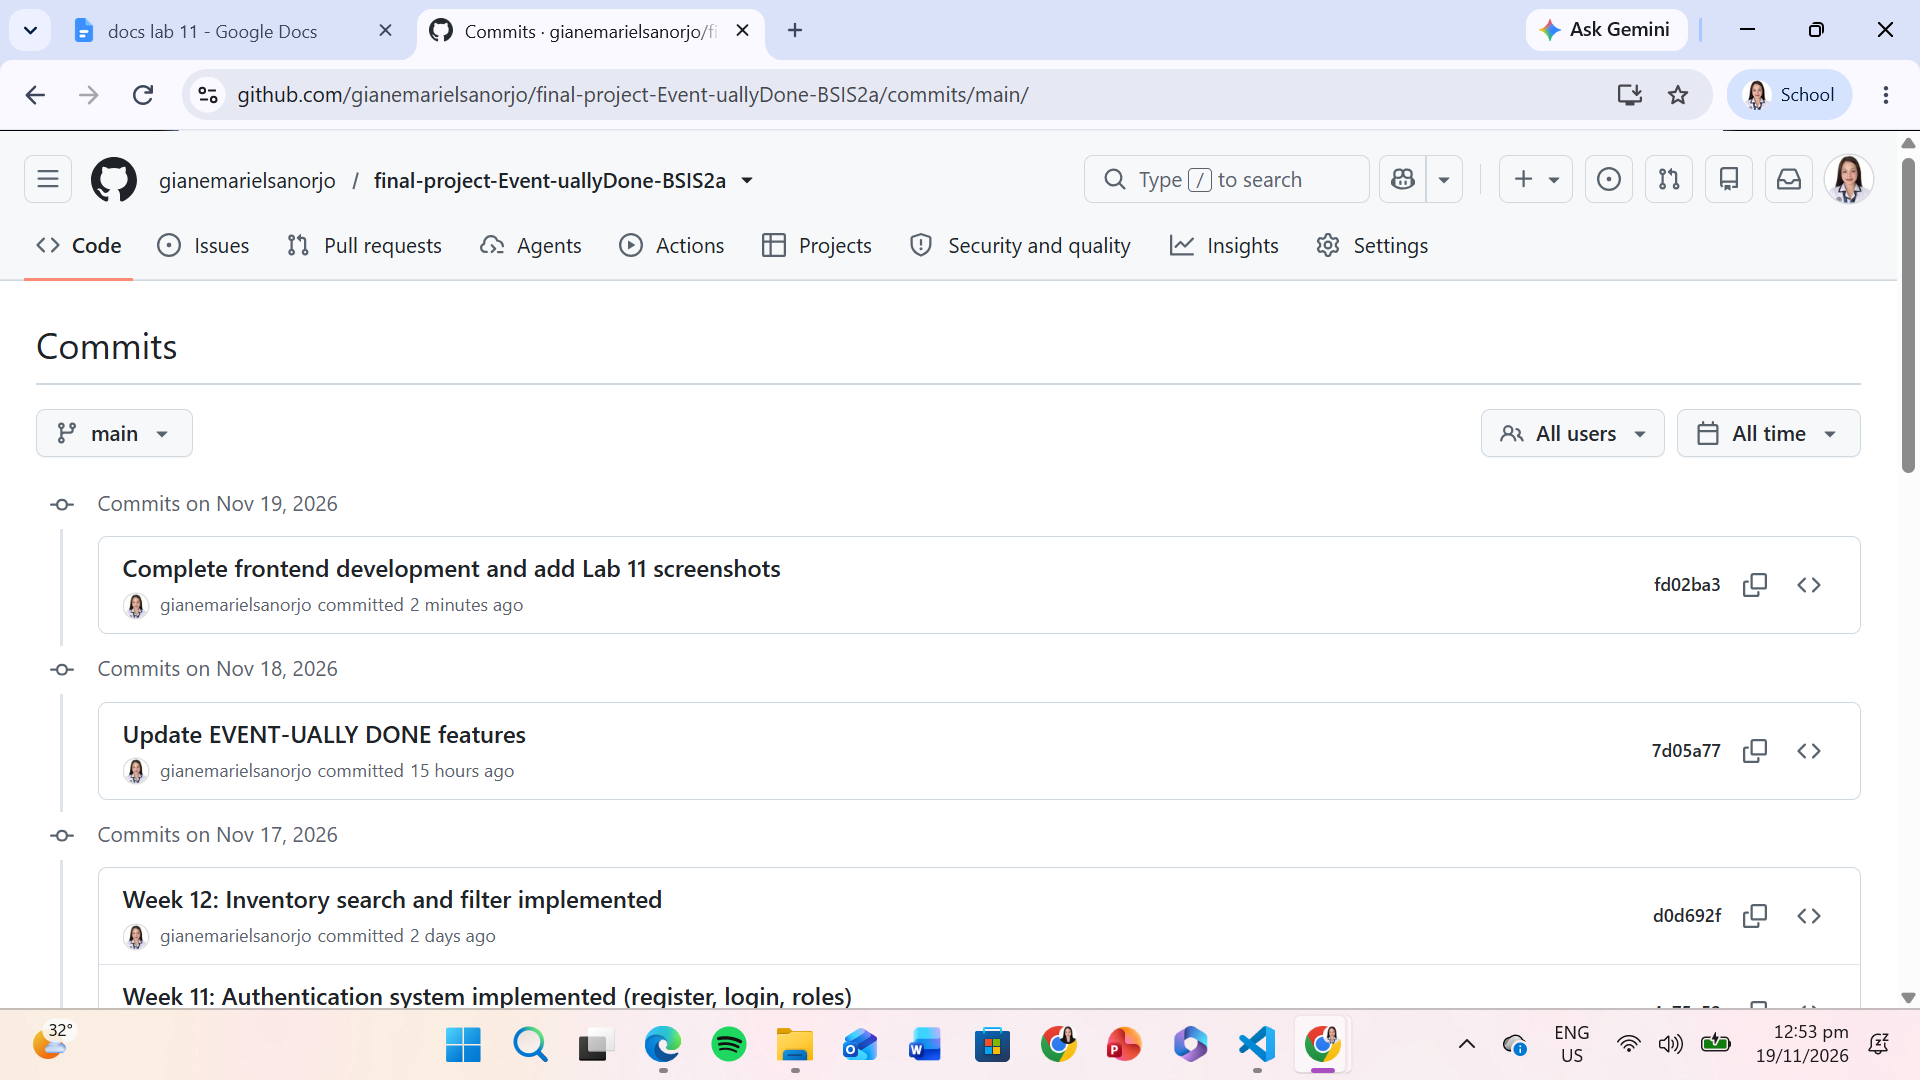 docs lab 11 - Google Docs
Commits · gianemarielsanorjo/fi
Ask Gemini
github.com/gianemarielsanorjo/final-project-Event-uallyDone-BSIS2a/commits/main/
School
gianemarielsanorjo / final-project-Event-uallyDone-BSIS2a
Type / to search
Code
Issues
Pull requests
Agents
Actions
Projects
Security and quality
Insights
Settings
Commits
main
All users
All time
Commits on Nov 19, 2026
Complete frontend development and add Lab 11 screenshots
gianemarielsanorjo committed 2 minutes ago
fd02ba3
Commits on Nov 18, 2026
Update EVENT-UALLY DONE features
gianemarielsanorjo committed 15 hours ago
7d05a77
Commits on Nov 17, 2026
Week 12: Inventory search and filter implemented
gianemarielsanorjo committed 2 days ago
d0d692f
Week 11: Authentication system implemented (register, login, roles)
32°
ENG
US
12:53 pm
19/11/2026